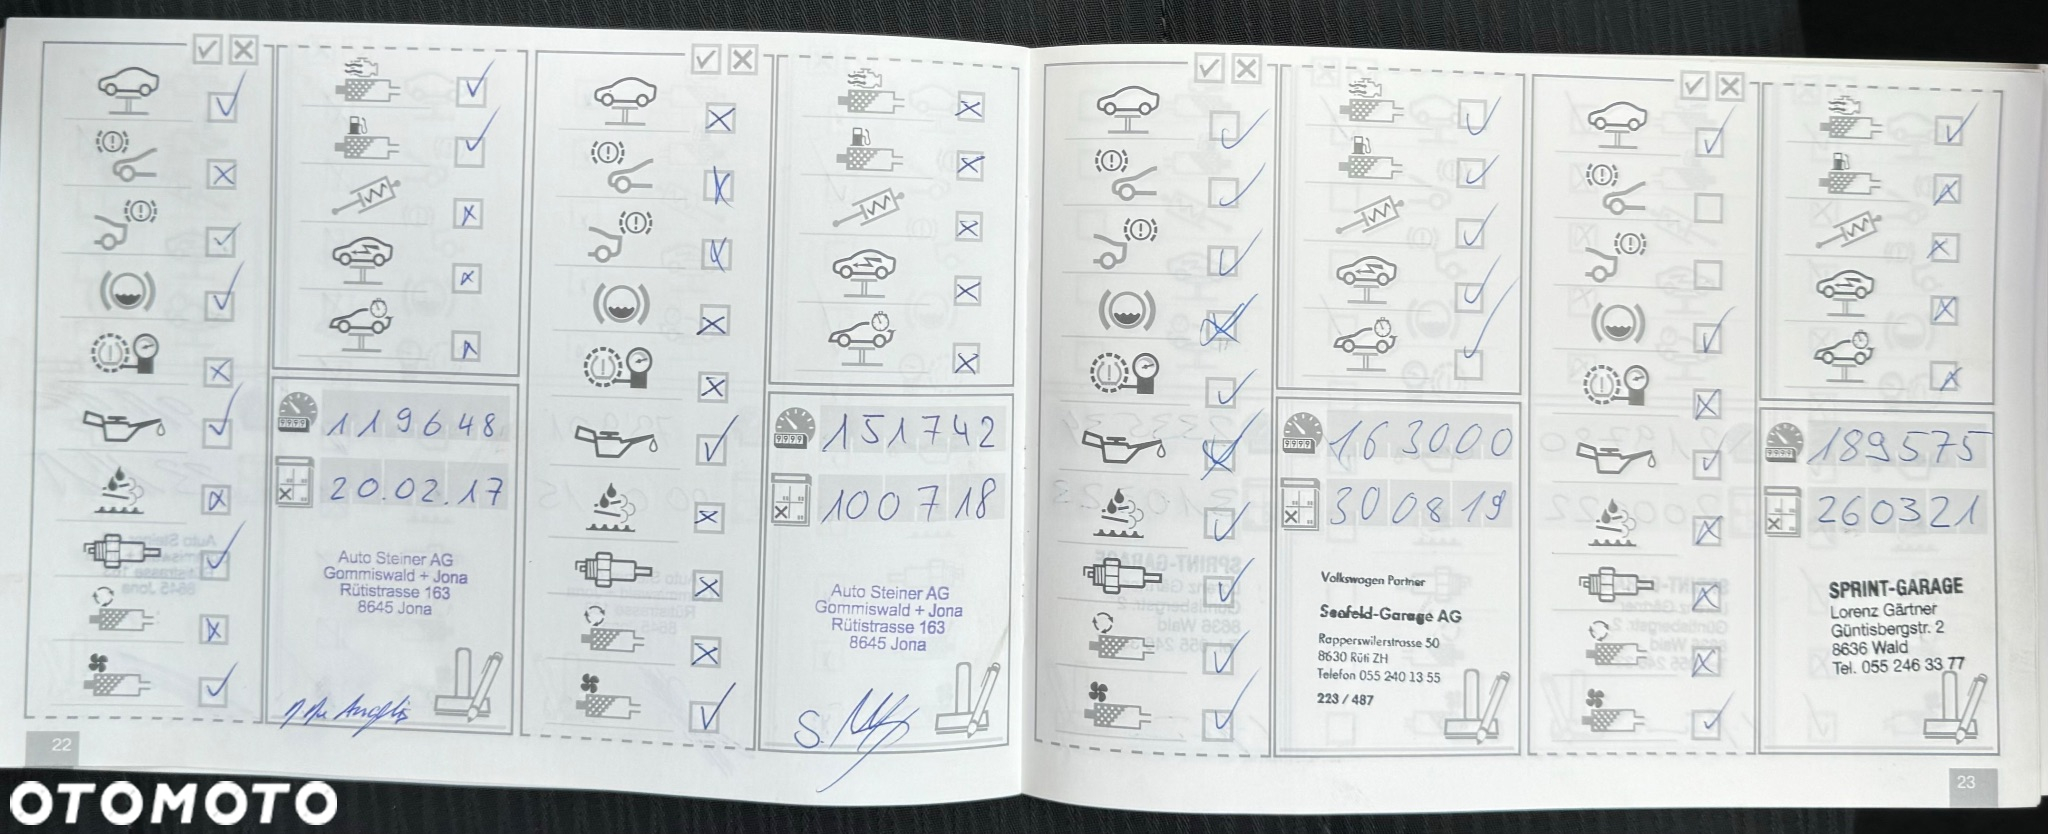 119648
20.02.17
Auto Steiner AG
Gommiswald + Jona
Rütistrasse 163
8645 Jona
22
151742
100718
Auto Steiner AG
Gommiswald + Jona
Rütistrasse 163
8645 Jona
S.
163000
300819
Volkswagen Partner
Seefeld-Garage AG
Rapperswilerstrasse 50
8630 Rüti ZH
Telefon 055 240 13 55
223 / 487
189575
260321
SPRINT-GARAGE
Lorenz Gärtner
Güntisbergstr. 2
8636 Wald
Tel. 055 246 33 77
23
OTOMOTO